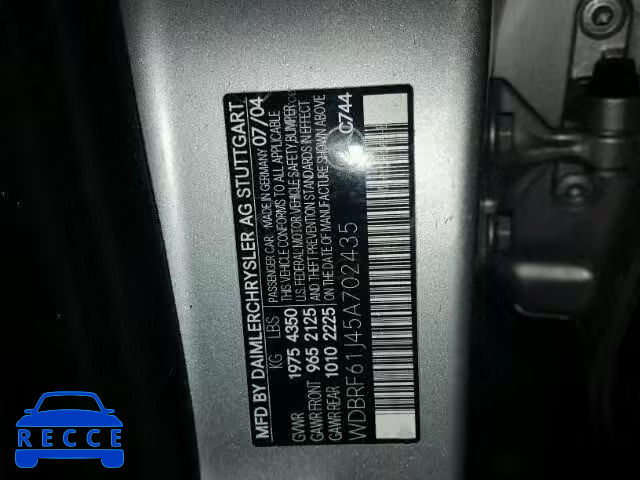 MFD BY DAIMLERCHRYSLER AG STUTTGART
PASSENGER CAR - MADE IN GERMANY 07/04
KG LBS THIS VEHICLE CONFORMS TO ALL APPLICABLE
U.S. FEDERAL MOTOR VEHICLE SAFETY, BUMPER
GVWR 1975 4350 AND THEFT PREVENTION STANDARDS IN EFFECT
GAWR FRONT 965 2125 ON THE DATE OF MANUFACTURE SHOWN ABOVE
GAWR REAR 1010 2225
C744
WDBRF61J45A702435
RECCE